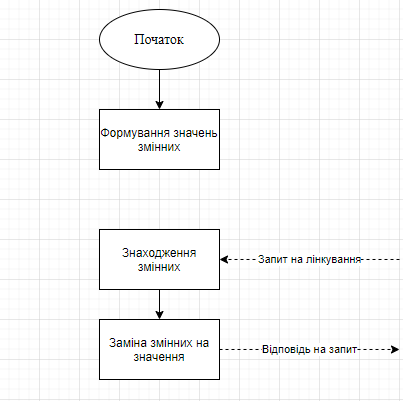 Початок
Формування значень
змінних
Знаходження
змінних
Запит на лінкування
Заміна змінних на
значення
Відповідь на запит